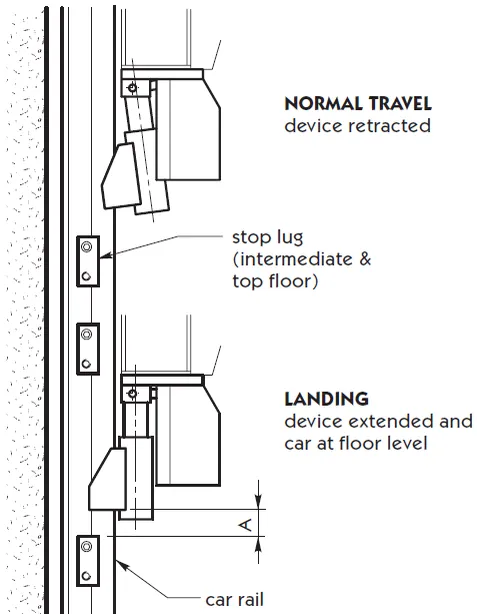 NORMAL TRAVEL
device retracted
stop lug
(intermediate &
top floor)
LANDING
device extended and
car at floor level
A
car rail